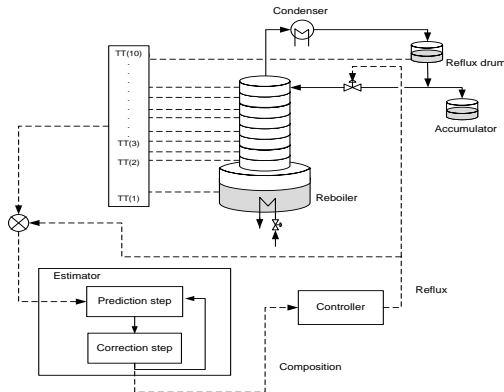 Condenser
TT(10)
Reflux drum
Accumulator
TT(3)
TT(2)
TT(1)
Reboiler
Estimator
Prediction step
Correction step
Controller
Reflux
Composition